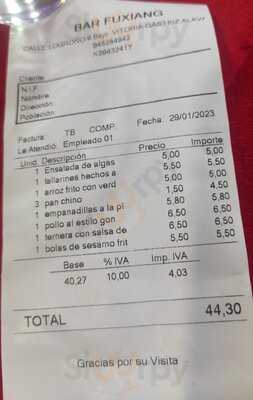 BAR FUXIANG
CALLE LOGROÑO 6 Bajo. VITORIA-GASTEIZ ALAVA
945284942
X3943241Y
Cliente
N.I.F.
Nombre
Dirección
Población
Factura: TB COMP. Fecha: 29/01/2023
Le Atendió: Empleado 01
Unid. Descripción Precio Importe
1 Ensalada de algas 5,00 5,00
1 tallarines hechos a 5,50 5,50
1 arroz frito con verd 5,00 5,00
3 pan chino 1,50 4,50
1 empanadillas a la pl 5,80 5,80
1 pollo al estilo gon 6,50 6,50
1 ternera con salsa de 6,50 6,50
1 bolas de sesamo frit 5,50 5,50
Base % IVA Imp. IVA
40,27 10,00 4,03
TOTAL 44,30
Gracias por su Visita